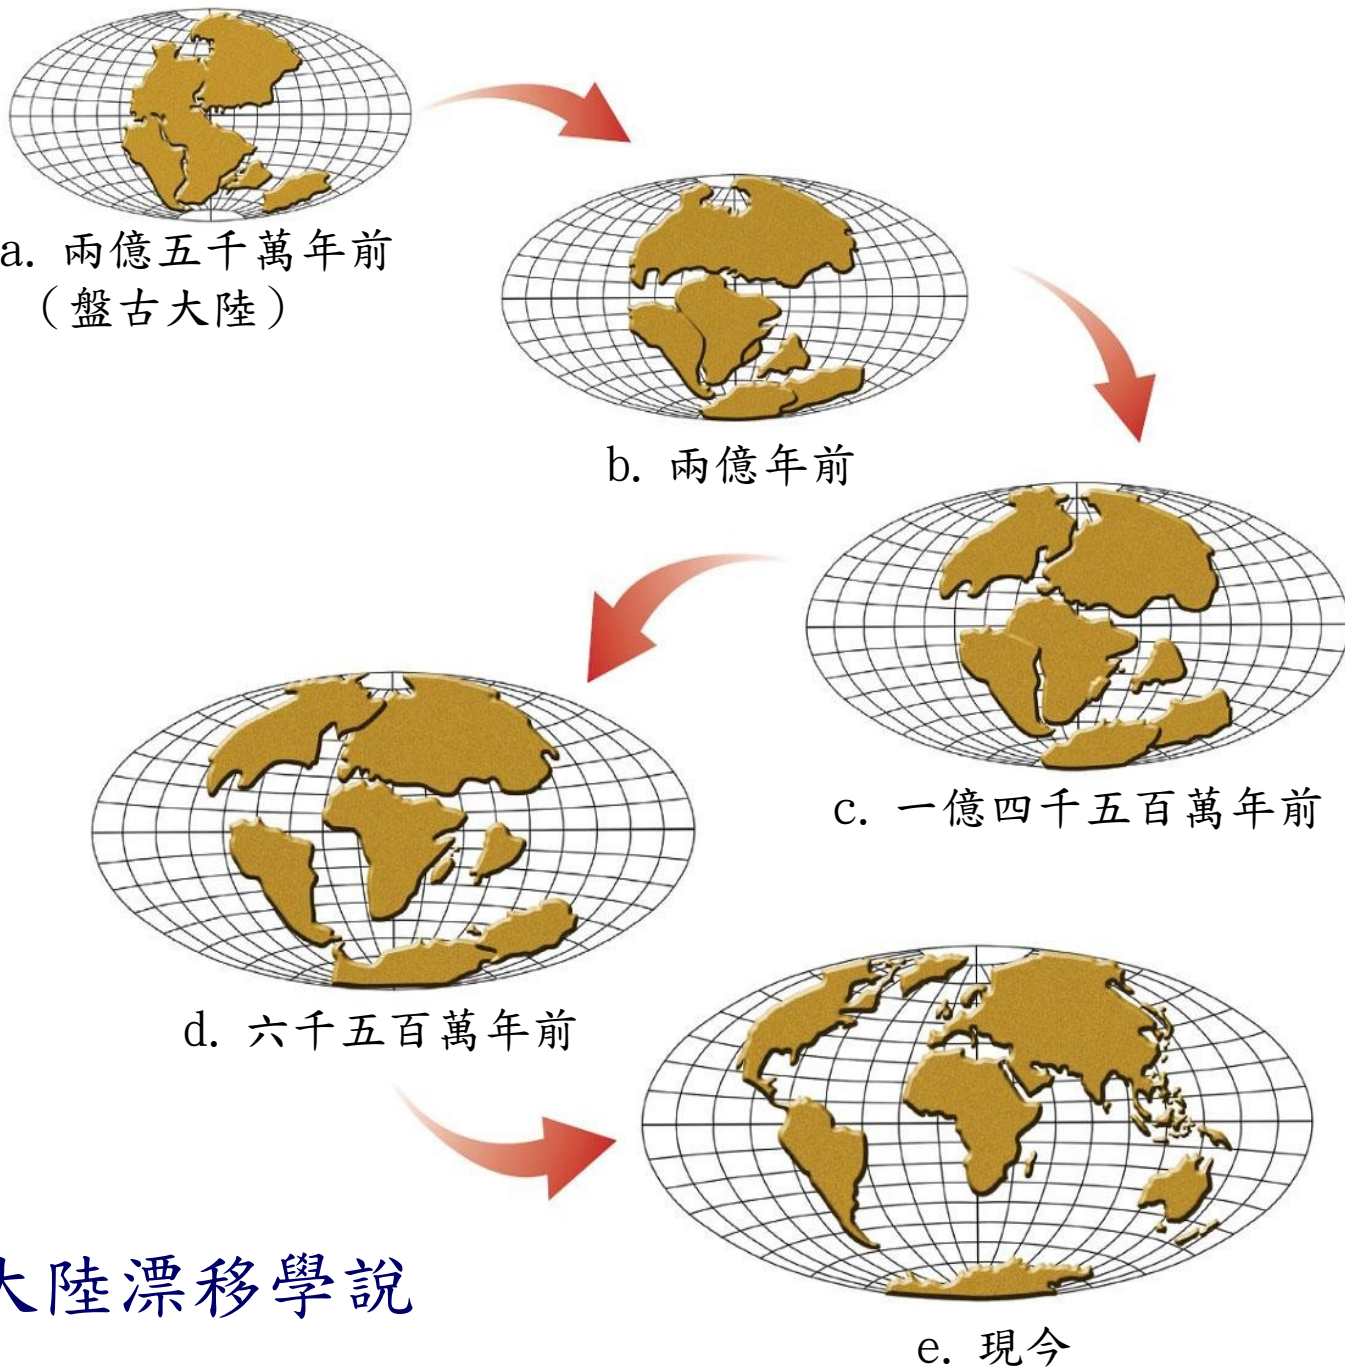 a. 兩億五千萬年前
（盤古大陸）
b. 兩億年前
c. 一億四千五百萬年前
d. 六千五百萬年前
e. 現今
大陸漂移學說